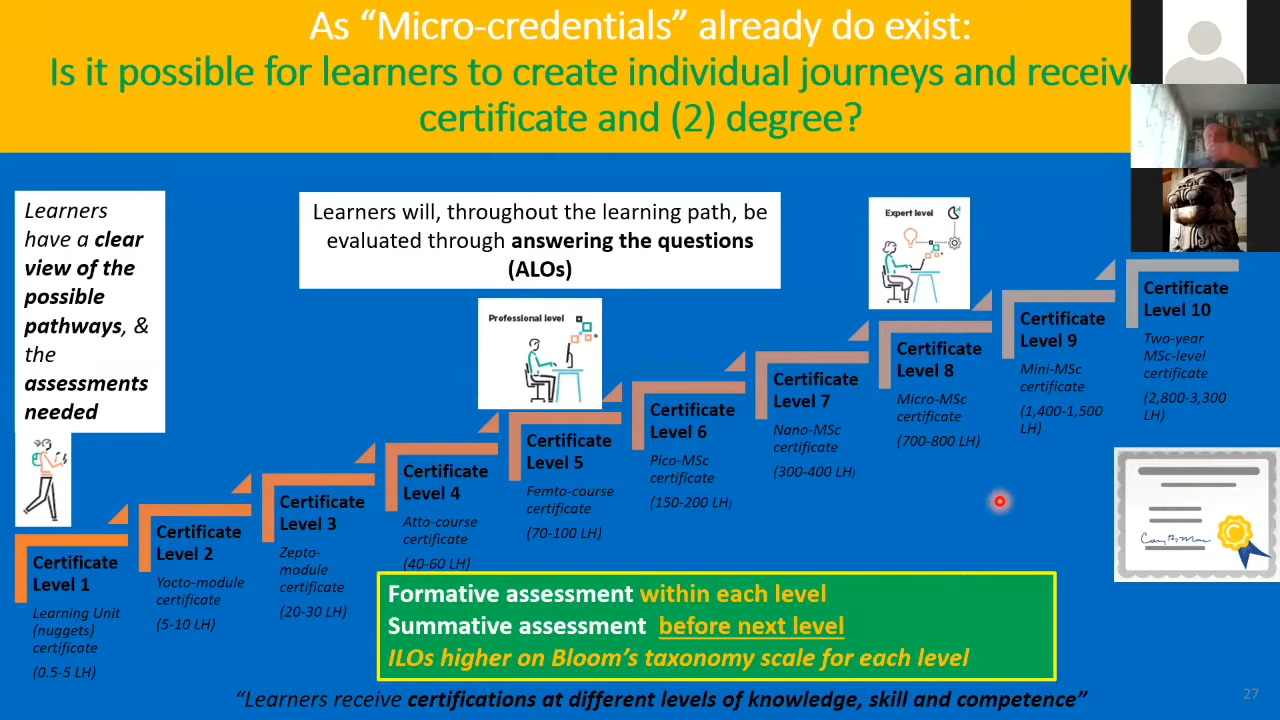 As “Micro-credentials” already do exist:
Is it possible for learners to create individual journeys and receive
certificate and (2) degree?
Learners
have a clear
view of the
possible
pathways, &
the
assessments
needed
Learners will, throughout the learning path, be
evaluated through answering the questions
(ALOs)
Professional level
Expert level
Certificate
Level 1
Learning Unit
(nuggets)
certificate
(0.5-5 LH)
Certificate
Level 2
Yocto-module
certificate
(5-10 LH)
Certificate
Level 3
Zepto-
module
certificate
(20-30 LH)
Certificate
Level 4
Atto-course
certificate
(40-60 LH)
Certificate
Level 5
Femto-course
certificate
(70-100 LH)
Certificate
Level 6
Pico-MSc
certificate
(150-200 LH)
Certificate
Level 7
Nano-MSc
certificate
(300-400 LH)
Certificate
Level 8
Micro-MSc
certificate
(700-800 LH)
Certificate
Level 9
Mini-MSc
certificate
(1,400-1,500
LH)
Certificate
Level 10
Two-year
MSc-level
certificate
(2,800-3,300
LH)
Formative assessment within each level
Summative assessment before next level
ILOs higher on Bloom’s taxonomy scale for each level
“Learners receive certifications at different levels of knowledge, skill and competence”
27